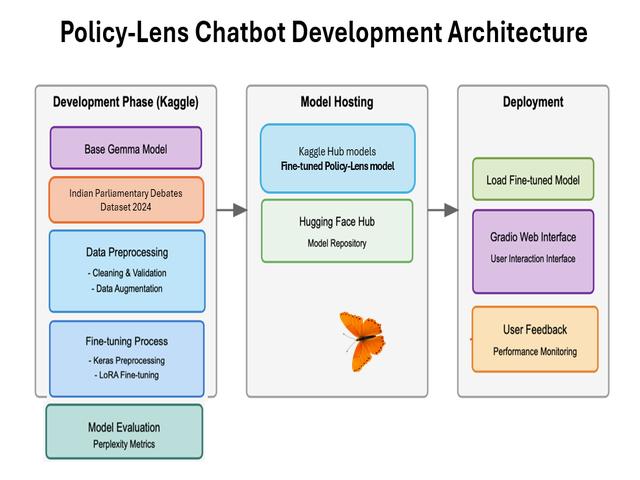 Policy-Lens Chatbot Development Architecture
Development Phase (Kaggle)
Base Gemma Model
Indian Parliamentary Debates
Dataset 2024
Data Preprocessing
- Cleaning & Validation
- Data Augmentation
Fine-tuning Process
- Keras Preprocessing
- LoRA Fine-tuning
Model Evaluation
Perplexity Metrics
Model Hosting
Kaggle Hub models
Fine-tuned Policy-Lens model
Hugging Face Hub
Model Repository
Deployment
Load Fine-tuned Model
Gradio Web Interface
User Interaction Interface
User Feedback
Performance Monitoring